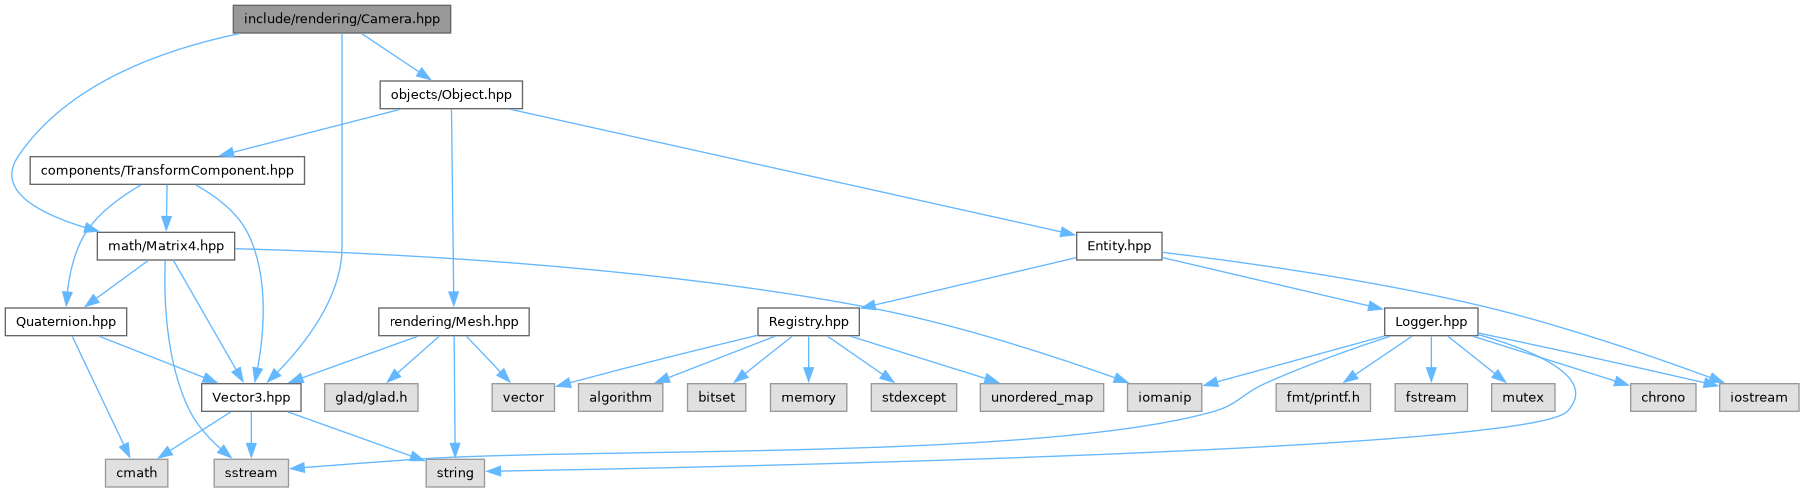 include/rendering/Camera.hpp
objects/Object.hpp
components/TransformComponent.hpp
math/Matrix4.hpp
Entity.hpp
Quaternion.hpp
rendering/Mesh.hpp
Registry.hpp
Logger.hpp
Vector3.hpp
glad/glad.h
vector
algorithm
bitset
memory
stdexcept
unordered_map
iomanip
fmt/printf.h
fstream
mutex
chrono
iostream
cmath
sstream
string